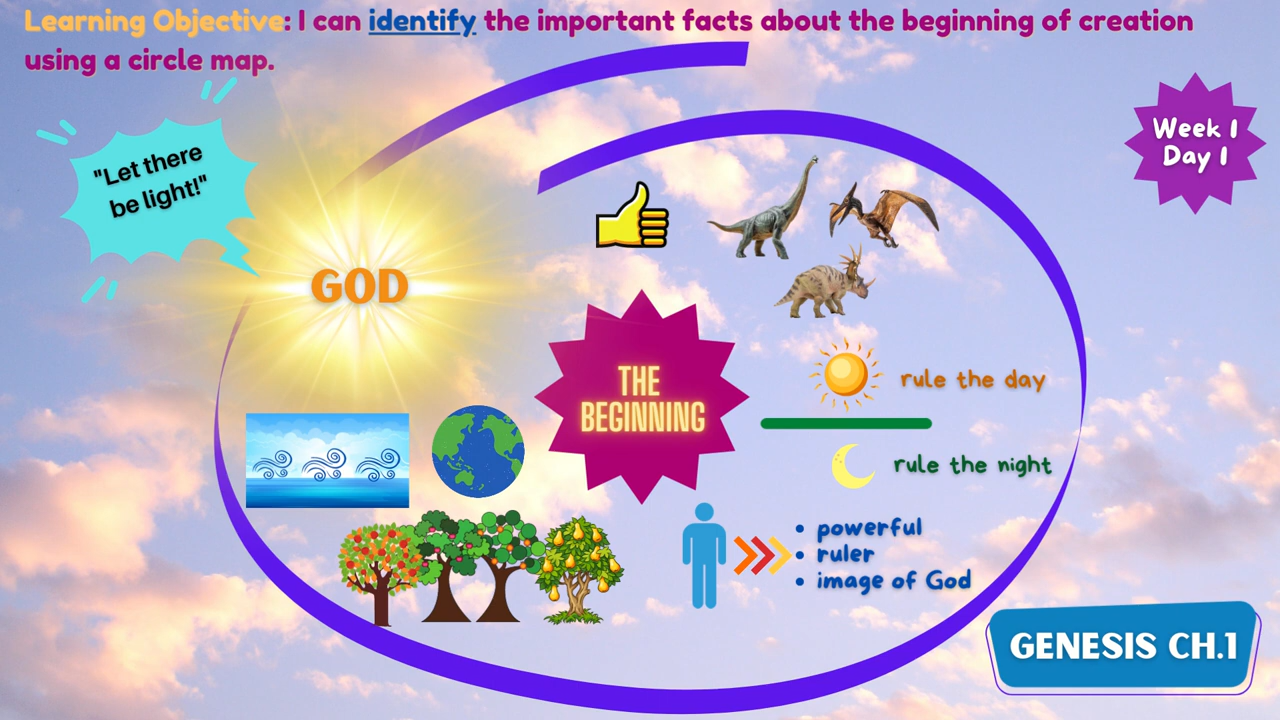 Learning Objective: I can identify the important facts about the beginning of creation
using a circle map.
"Let there
be light!"
Week 1
Day 1
GOD
THE
BEGINNING
rule the day
rule the night
• powerful
• ruler
• image of God
GENESIS CH.1